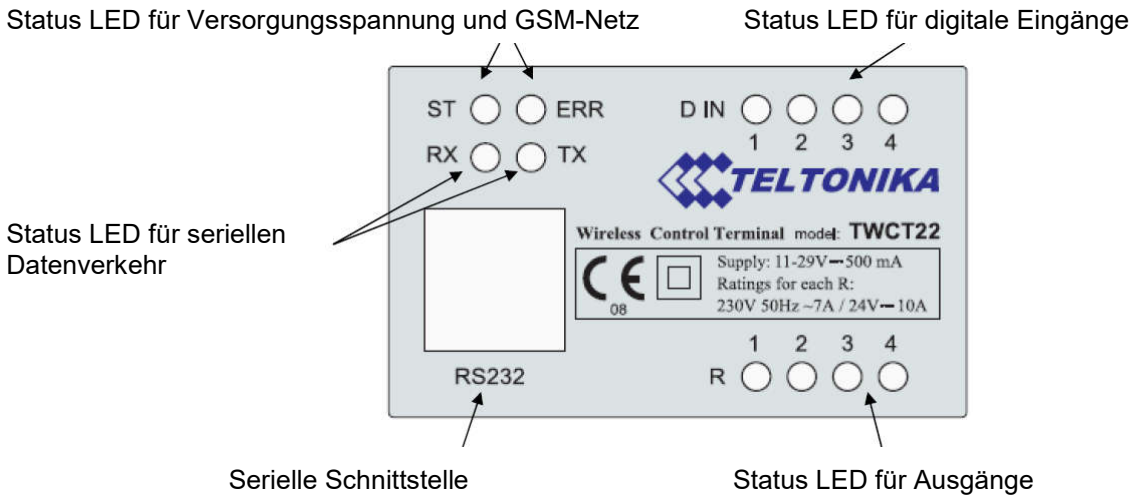 Status LED für Versorgungsspannung und GSM-Netz
Status LED für digitale Eingänge
ST ERR
D IN
1 2 3 4
RX TX
TELTONIKA
Status LED für seriellen
Datenverkehr
Wireless Control Terminal model: TWCT22
CE
08
Supply: 11-29V⎓500 mA
Ratings for each R:
230V 50Hz ~7A / 24V⎓10A
1 2 3 4
RS232
R
Serielle Schnittstelle
Status LED für Ausgänge